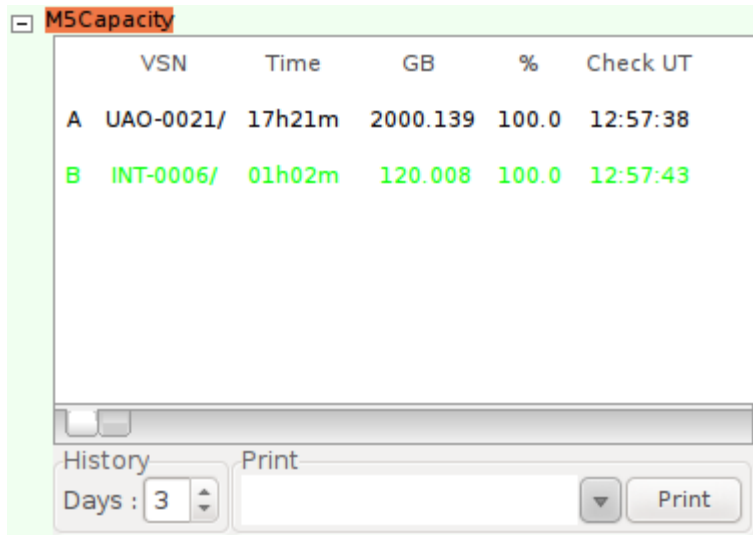 M5Capacity
VSN Time GB % Check UT
A UAO-0021/ 17h21m 2000.139 100.0 12:57:38
B INT-0006/ 01h02m 120.008 100.0 12:57:43
History Print
Days : 3 Print